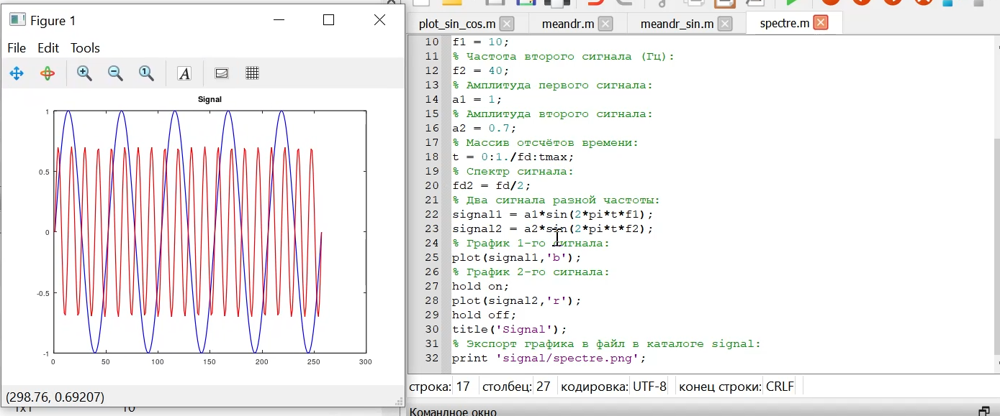 Figure 1
File Edit Tools
Signal
1
0.5
0
-0.5
-1
0 50 100 150 200 250 300
(298.76, 0.69207)
1x1 10
plot_sin_cos.m meandr.m meandr_sin.m spectre.m
10 f1 = 10;
11 % Частота второго сигнала (Гц):
12 f2 = 40;
13 % Амплитуда первого сигнала:
14 a1 = 1;
15 % Амплитуда второго сигнала:
16 a2 = 0.7;
17 % Массив отсчётов времени:
18 t = 0:1./fd:tmax;
19 % Спектр сигнала:
20 fd2 = fd/2;
21 % Два сигнала разной частоты:
22 signal1 = a1*sin(2*pi*t*f1);
23 signal2 = a2*sin(2*pi*t*f2);
24 % График 1-го сигнала:
25 plot(signal1,'b');
26 % График 2-го сигнала:
27 hold on;
28 plot(signal2,'r');
29 hold off;
30 title('Signal');
31 % Экспорт графика в файл в каталоге signal:
32 print 'signal/spectre.png';
строка: 17 столбец: 27 кодировка: UTF-8 конец строки: CRLF
Командное окно